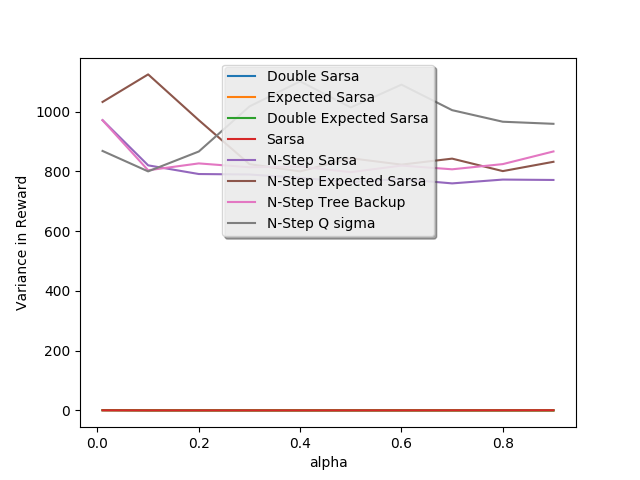 Double Sarsa
Expected Sarsa
Double Expected Sarsa
Sarsa
N-Step Sarsa
N-Step Expected Sarsa
N-Step Tree Backup
N-Step Q sigma
Variance in Reward
1000
800
600
400
200
0
0.0 0.2 0.4 0.6 0.8
alpha